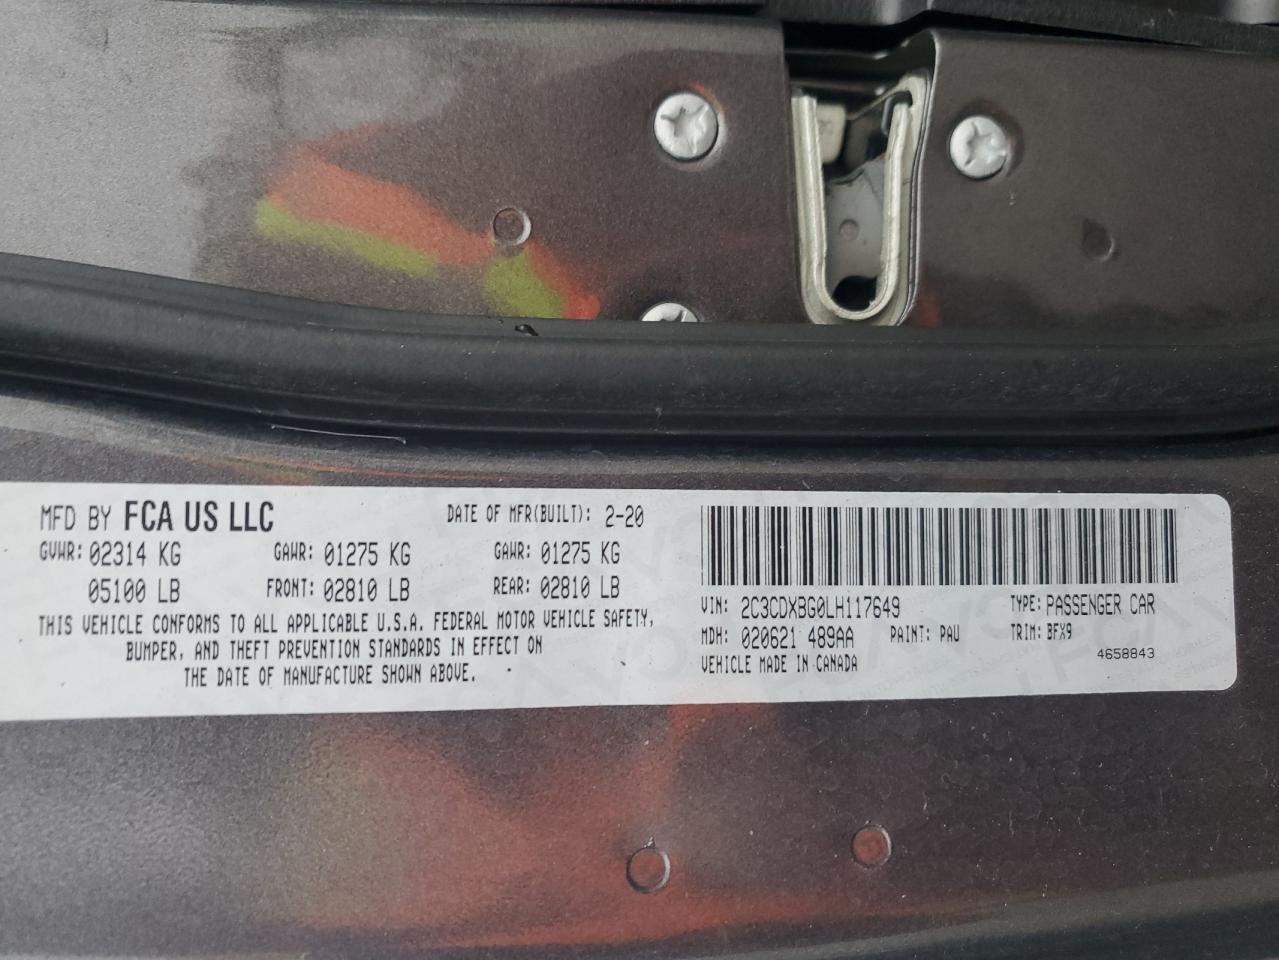 MFD BY FCA US LLC DATE OF MFR(BUILT): 2-20
GVWR: 02314 KG GAWR: 01275 KG GAWR: 01275 KG
05100 LB FRONT: 02810 LB REAR: 02810 LB
THIS VEHICLE CONFORMS TO ALL APPLICABLE U.S.A. FEDERAL MOTOR VEHICLE SAFETY,
BUMPER, AND THEFT PREVENTION STANDARDS IN EFFECT ON
THE DATE OF MANUFACTURE SHOWN ABOVE.
VIN: 2C3CDXBG0LH117649 TYPE: PASSENGER CAR
MDH: 020621 489AA PAINT: PAU TRIM: BFX9
VEHICLE MADE IN CANADA 4658843